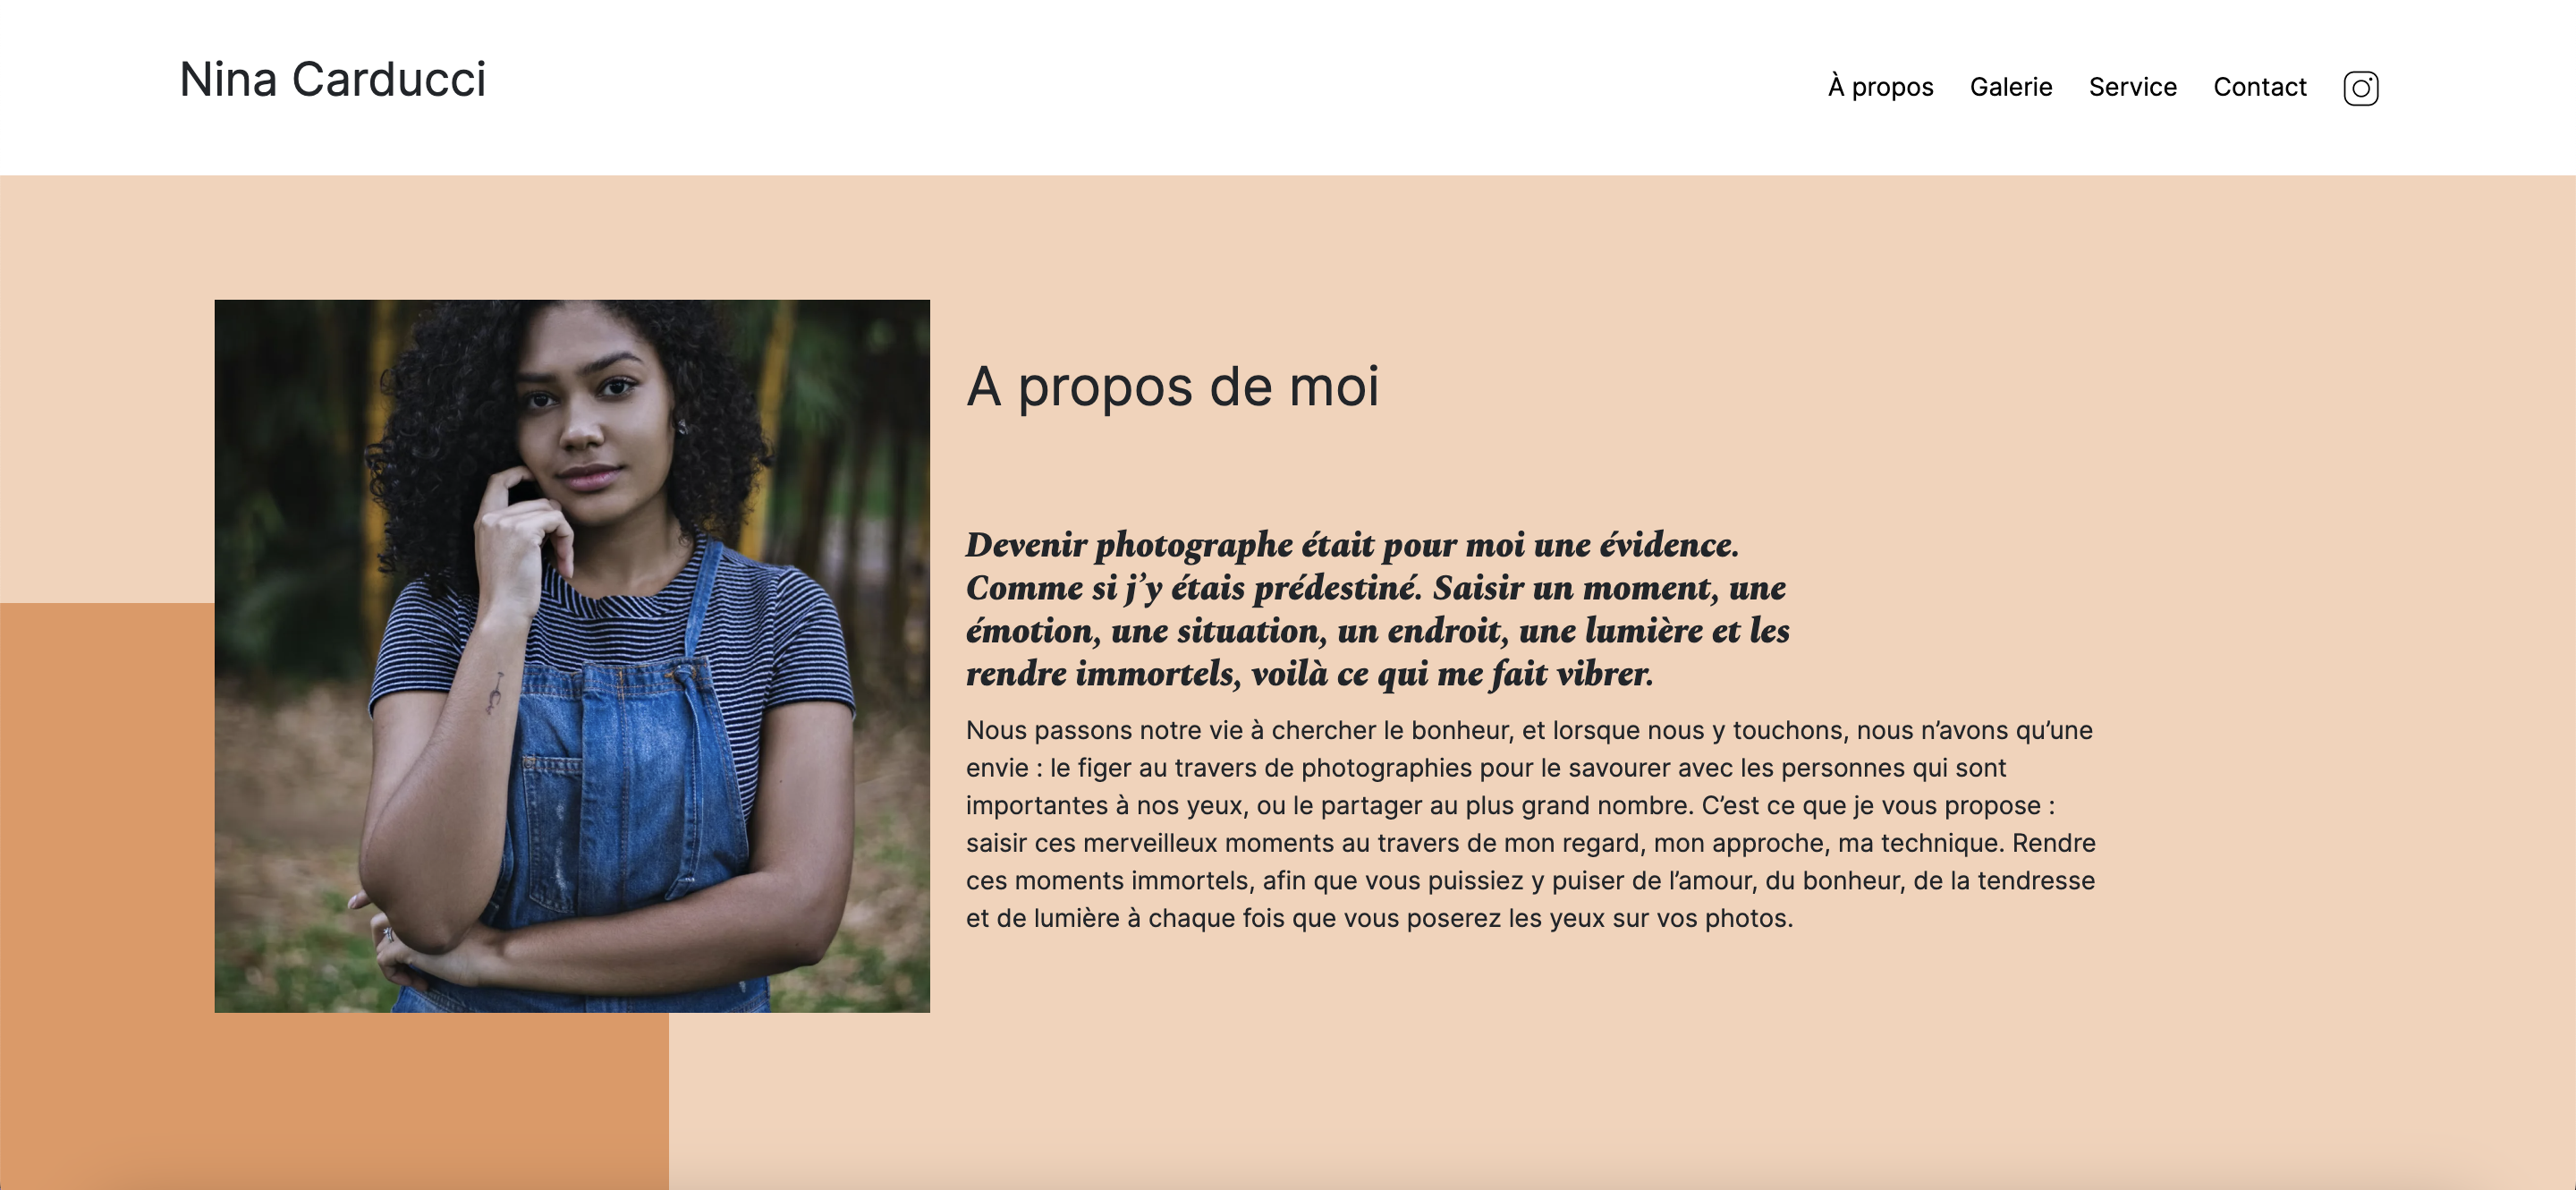 Nina Carducci
À propos Galerie Service Contact
A propos de moi
Devenir photographe était pour moi une évidence.
Comme si j’y étais prédestiné. Saisir un moment, une
émotion, une situation, un endroit, une lumière et les
rendre immortels, voilà ce qui me fait vibrer.
Nous passons notre vie à chercher le bonheur, et lorsque nous y touchons, nous n’avons qu’une
envie : le figer au travers de photographies pour le savourer avec les personnes qui sont
importantes à nos yeux, ou le partager au plus grand nombre. C’est ce que je vous propose :
saisir ces merveilleux moments au travers de mon regard, mon approche, ma technique. Rendre
ces moments immortels, afin que vous puissiez y puiser de l’amour, du bonheur, de la tendresse
et de lumière à chaque fois que vous poserez les yeux sur vos photos.